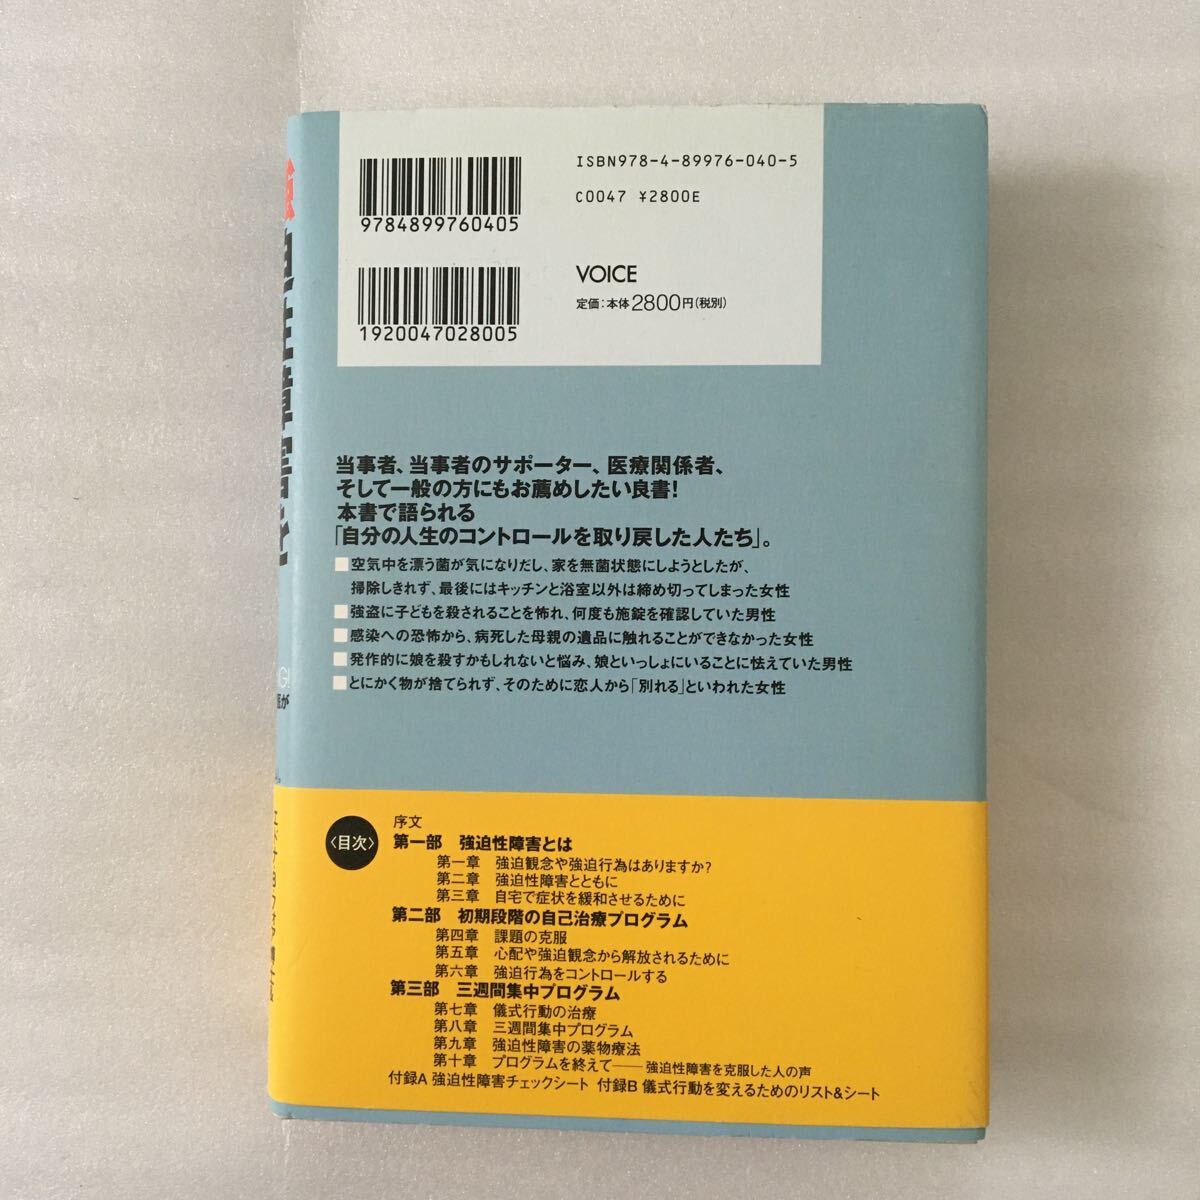 ISBN978-4-89976-040-5
9784899760405
C0047 ¥2800E
1920047028005
VOICE
定価:本体2800円(税別)
当事者、当事者のサポーター、医療関係者、
そして一般の方にもお薦めしたい良書!
本書で語られる
「自分の人生のコントロールを取り戻した人たち」。
■空気中を漂う菌が気になりだし、家を無菌状態にしようとしたが、
掃除しきれず、最後にはキッチンと浴室以外は締め切ってしまった女性
■強盗に子どもを殺されることを怖れ、何度も施錠を確認していた男性
■感染への恐怖から、病死した母親の遺品に触れることができなかった女性
■発作的に娘を殺すかもしれないと悩み、娘といっしょにいることに怯えていた男性
■とにかく物が捨てられず、そのために恋人から「別れる」といわれた女性
〈目次〉
序文
第一部 強迫性障害とは
第一章 強迫観念や強迫行為はありますか?
第二章 強迫性障害とともに
第三章 自宅で症状を緩和させるために
第二部 初期段階の自己治療プログラム
第四章 課題の克服
第五章 心配や強迫観念から解放されるために
第六章 強迫行為をコントロールする
第三部 三週間集中プログラム
第七章 儀式行動の治療
第八章 三週間集中プログラム
第九章 強迫性障害の薬物療法
第十章 プログラムを終えて――強迫性障害を克服した人の声
付録A 強迫性障害チェックシート 付録B 儀式行動を変えるためのリスト&シート